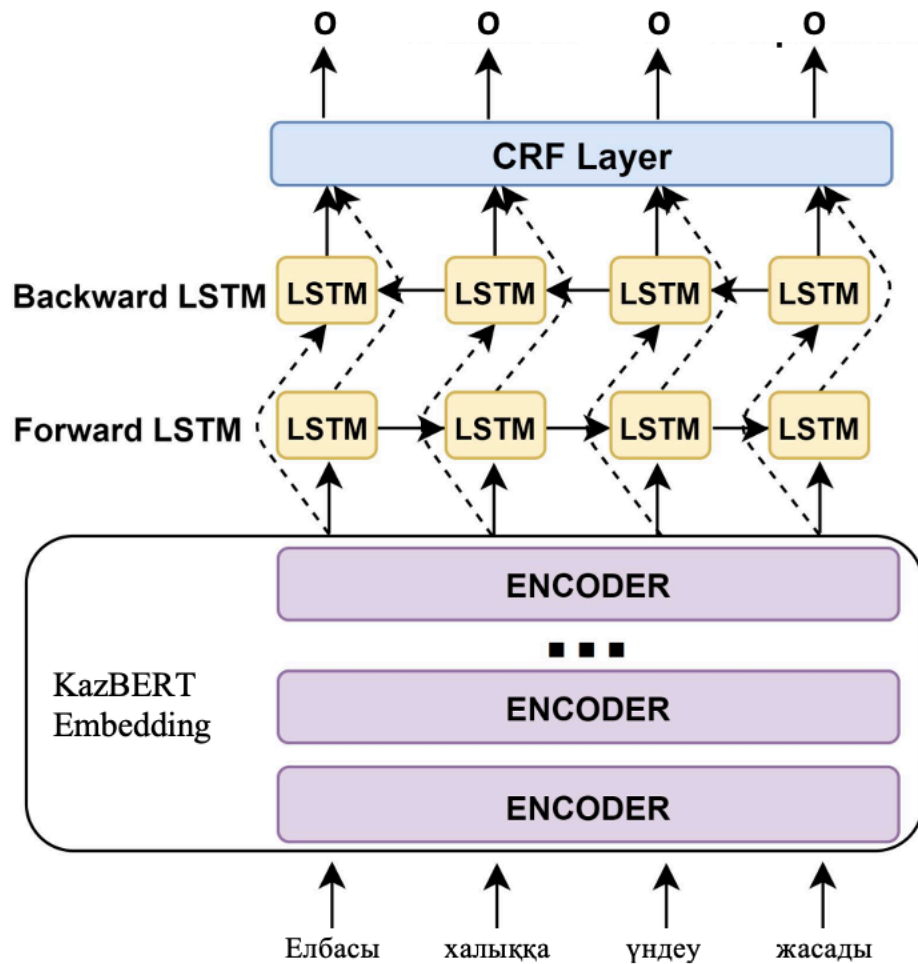 O O O O
CRF Layer
Backward LSTM LSTM LSTM LSTM LSTM
Forward LSTM LSTM LSTM LSTM LSTM
ENCODER
...
KazBERT
Embedding
ENCODER
ENCODER
Елбасы халыққа үндеу жасады